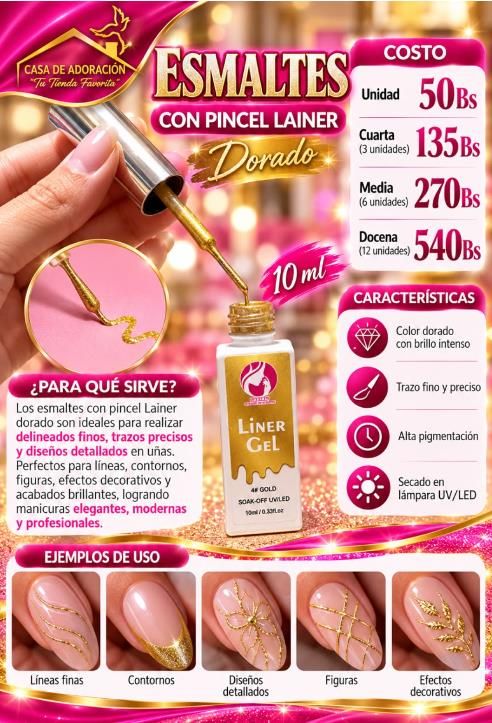 CASA DE ADORACIÓN
"Tu Tienda Favorita"
ESMALTES
CON PINCEL LAINER
Dorado
10 ml
COSTO
Unidad 50Bs
Cuarta
(3 unidades) 135Bs
Media
(6 unidades) 270Bs
Docena
(12 unidades) 540Bs
CARACTERÍSTICAS
Color dorado
con brillo intenso
Trazo fino y preciso
Alta pigmentación
Secado en
lámpara UV/LED
¿PARA QUÉ SIRVE?
Los esmaltes con pincel Lainer
dorado son ideales para realizar
delineados finos, trazos precisos
y diseños detallados en uñas.
Perfectos para líneas, contornos,
figuras, efectos decorativos y
acabados brillantes, logrando
manicuras elegantes, modernas
y profesionales.
LINER
GEL
4# GOLD
SOAK-OFF UV/LED
10ml / 0.33fl.oz
EJEMPLOS DE USO
Líneas finas
Contornos
Diseños
detallados
Figuras
Efectos
decorativos